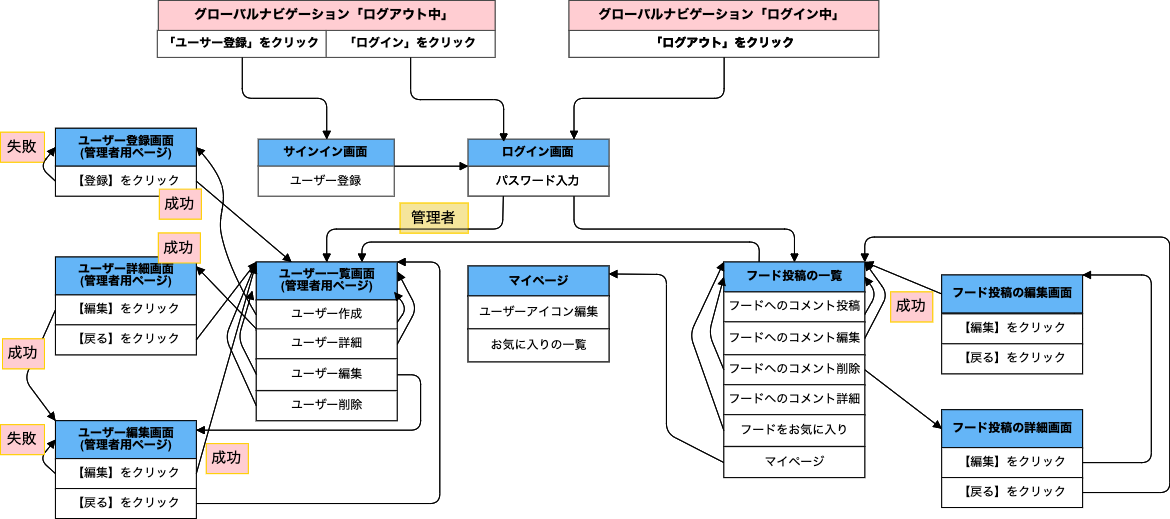 グローバルナビゲーション「ログアウト中」
「ユーサー登録」をクリック
「ログイン」をクリック
グローバルナビゲーション「ログイン中」
「ログアウト」をクリック
失敗
ユーザー登録画面
(管理者用ページ)
【登録】をクリック
成功
サインイン画面
ユーザー登録
ログイン画面
パスワード入力
管理者
成功
ユーザー詳細画面
(管理者用ページ)
【編集】をクリック
【戻る】をクリック
成功
ユーザー一覧画面
(管理者用ページ)
ユーザー作成
ユーザー詳細
ユーザー編集
ユーザー削除
マイページ
ユーザーアイコン編集
お気に入りの一覧
フード投稿の一覧
フードへのコメント投稿
フードへのコメント編集
フードへのコメント削除
フードへのコメント詳細
フードをお気に入り
マイページ
成功
フード投稿の編集画面
【編集】をクリック
【戻る】をクリック
フード投稿の詳細画面
【編集】をクリック
【戻る】をクリック
失敗
ユーザー編集画面
(管理者用ページ)
【編集】をクリック
【戻る】をクリック
成功